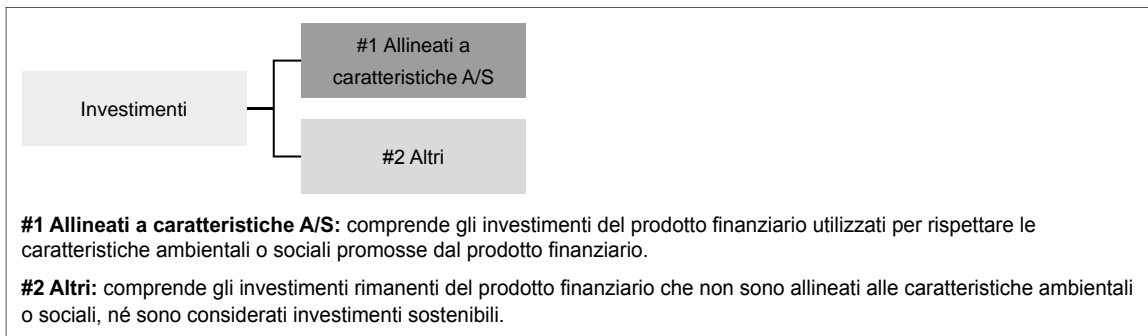 #1 Allineati a
caratteristiche A/S
Investimenti
#2 Altri
#1 Allineati a caratteristiche A/S: comprende gli investimenti del prodotto finanziario utilizzati per rispettare le
caratteristiche ambientali o sociali promosse dal prodotto finanziario.
#2 Altri: comprende gli investimenti rimanenti del prodotto finanziario che non sono allineati alle caratteristiche ambientali
o sociali, né sono considerati investimenti sostenibili.